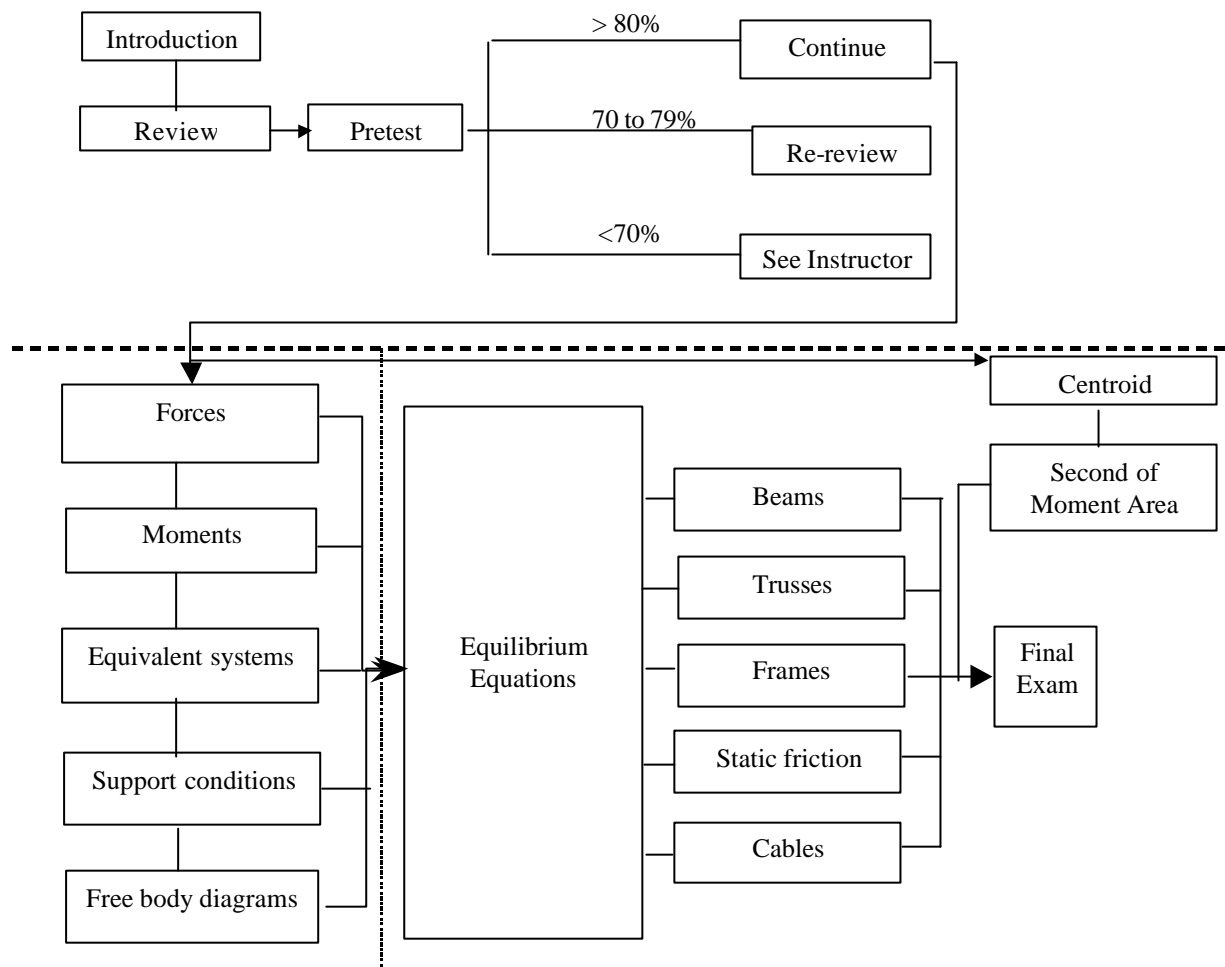 Introduction
Review
Pretest
> 80%
Continue
70 to 79%
Re-review
<70%
See Instructor
Forces
Moments
Equivalent systems
Support conditions
Free body diagrams
Equilibrium
Equations
Beams
Trusses
Frames
Static friction
Cables
Centroid
Second of
Moment Area
Final
Exam